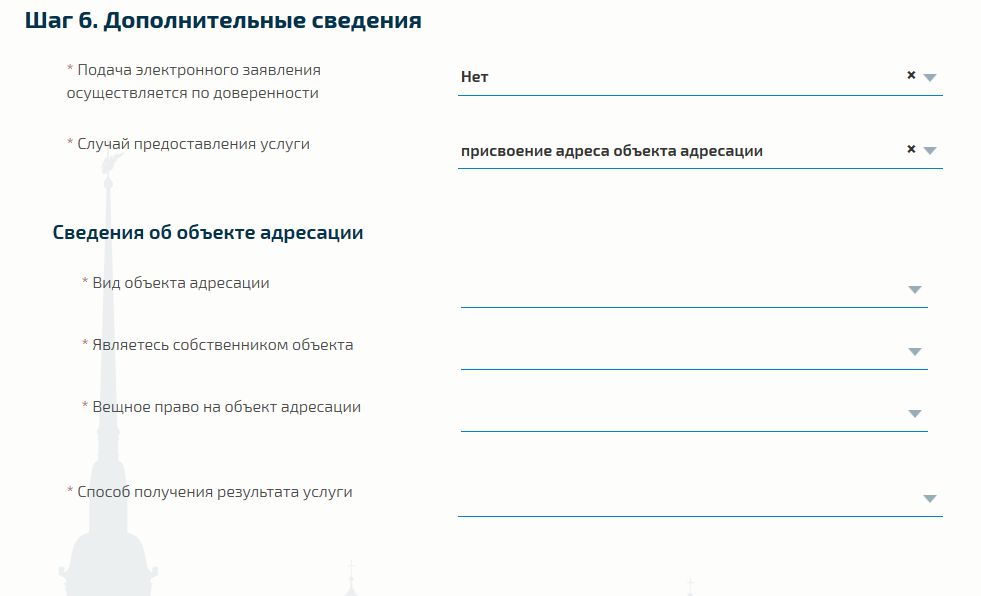 Шаг 6. Дополнительные сведения
* Подача электронного заявления
осуществляется по доверенности
Нет
* Случай предоставления услуги
присвоение адреса объекта адресации
Сведения об объекте адресации
* Вид объекта адресации
* Являетесь собственником объекта
* Вещное право на объект адресации
* Способ получения результата услуги